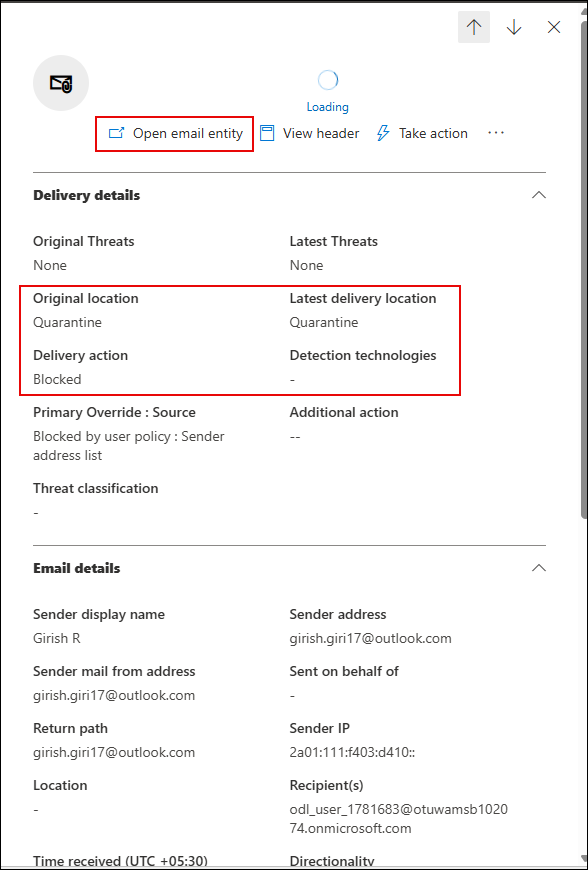 Loading
Open email entity View header Take action ...
Delivery details
Original Threats Latest Threats
None None
Original location Latest delivery location
Quarantine Quarantine
Delivery action Detection technologies
Blocked -
Primary Override : Source Additional action
Blocked by user policy : Sender --
address list
Threat classification
-
Email details
Sender display name Sender address
Girish R girish.giri17@outlook.com
Sender mail from address Sent on behalf of
girish.giri17@outlook.com -
Return path Sender IP
girish.giri17@outlook.com 2a01:111:f403:d410::
Location Recipient(s)
- odl_user_1781683@otuwamsb1020
74.onmicrosoft.com
Time received (UTC +05:30) Directionality